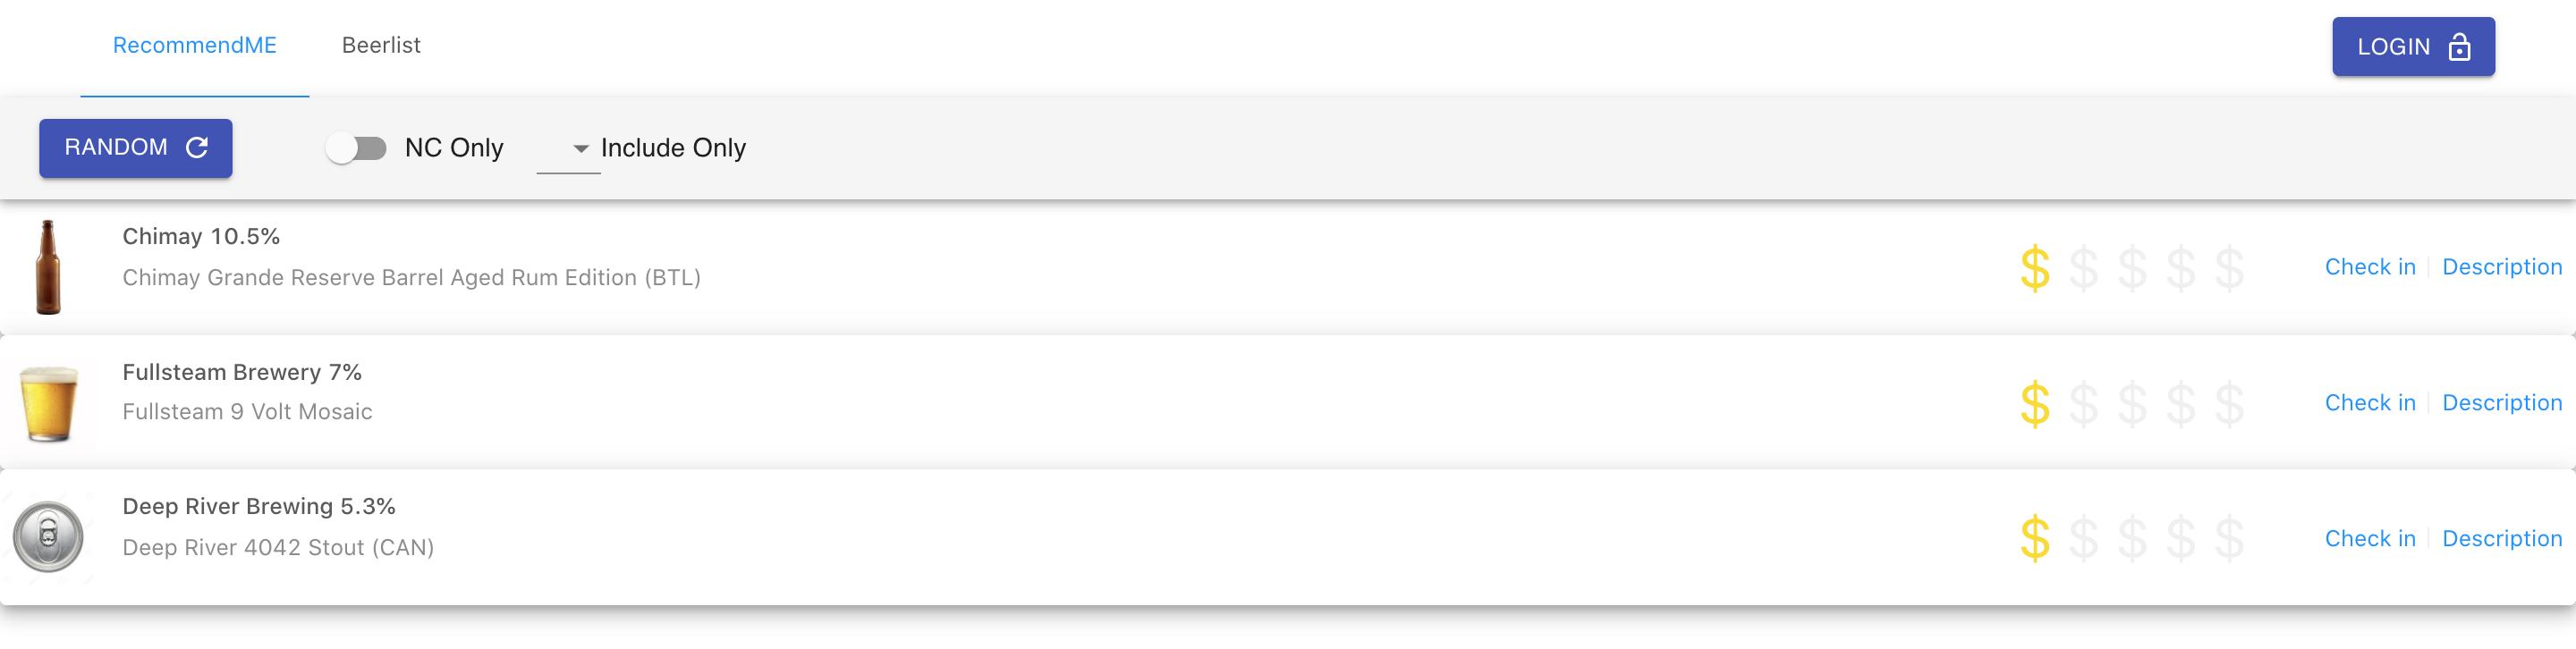 RecommendME Beerlist LOGIN
RANDOM NC Only Include Only
Chimay 10.5%
Chimay Grande Reserve Barrel Aged Rum Edition (BTL)
$ $ $ $ $ Check in Description
Fullsteam Brewery 7%
Fullsteam 9 Volt Mosaic
$ $ $ $ $ Check in Description
Deep River Brewing 5.3%
Deep River 4042 Stout (CAN)
$ $ $ $ $ Check in Description